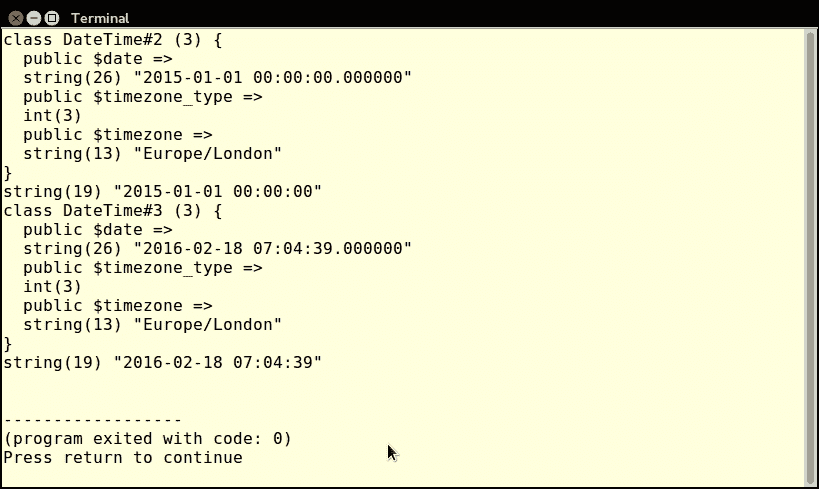 Terminal
class DateTime#2 (3) {
  public $date =>
  string(26) "2015-01-01 00:00:00.000000"
  public $timezone_type =>
  int(3)
  public $timezone =>
  string(13) "Europe/London"
}
string(19) "2015-01-01 00:00:00"
class DateTime#3 (3) {
  public $date =>
  string(26) "2016-02-18 07:04:39.000000"
  public $timezone_type =>
  int(3)
  public $timezone =>
  string(13) "Europe/London"
}
string(19) "2016-02-18 07:04:39"
------------------
(program exited with code: 0)
Press return to continue